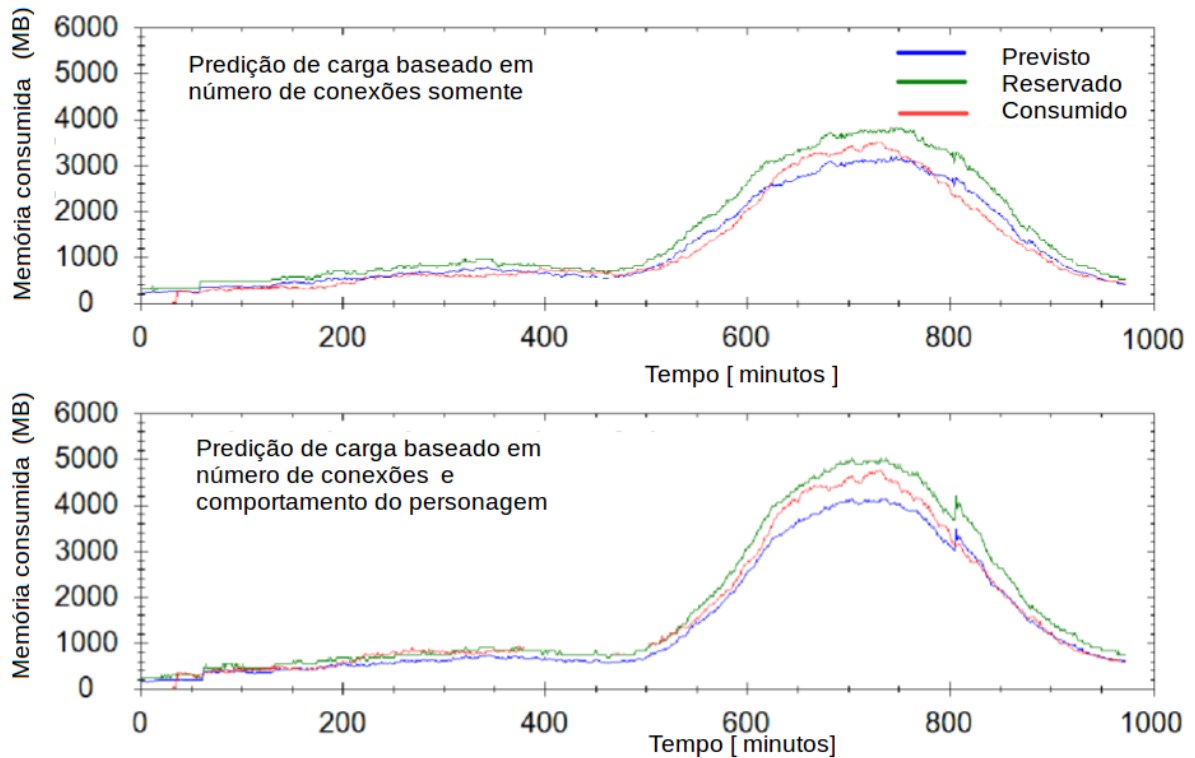 Memória consumida (MB)
6000
5000
4000
3000
2000
1000
0
Predição de carga baseado em
número de conexões somente
Previsto
Reservado
Consumido
0 200 400 600 800 1000
Tempo [ minutos ]
Memória consumida (MB)
6000
5000
4000
3000
2000
1000
0
Predição de carga baseado em
número de conexões e
comportamento do personagem
0 200 400 600 800 1000
Tempo [ minutos]